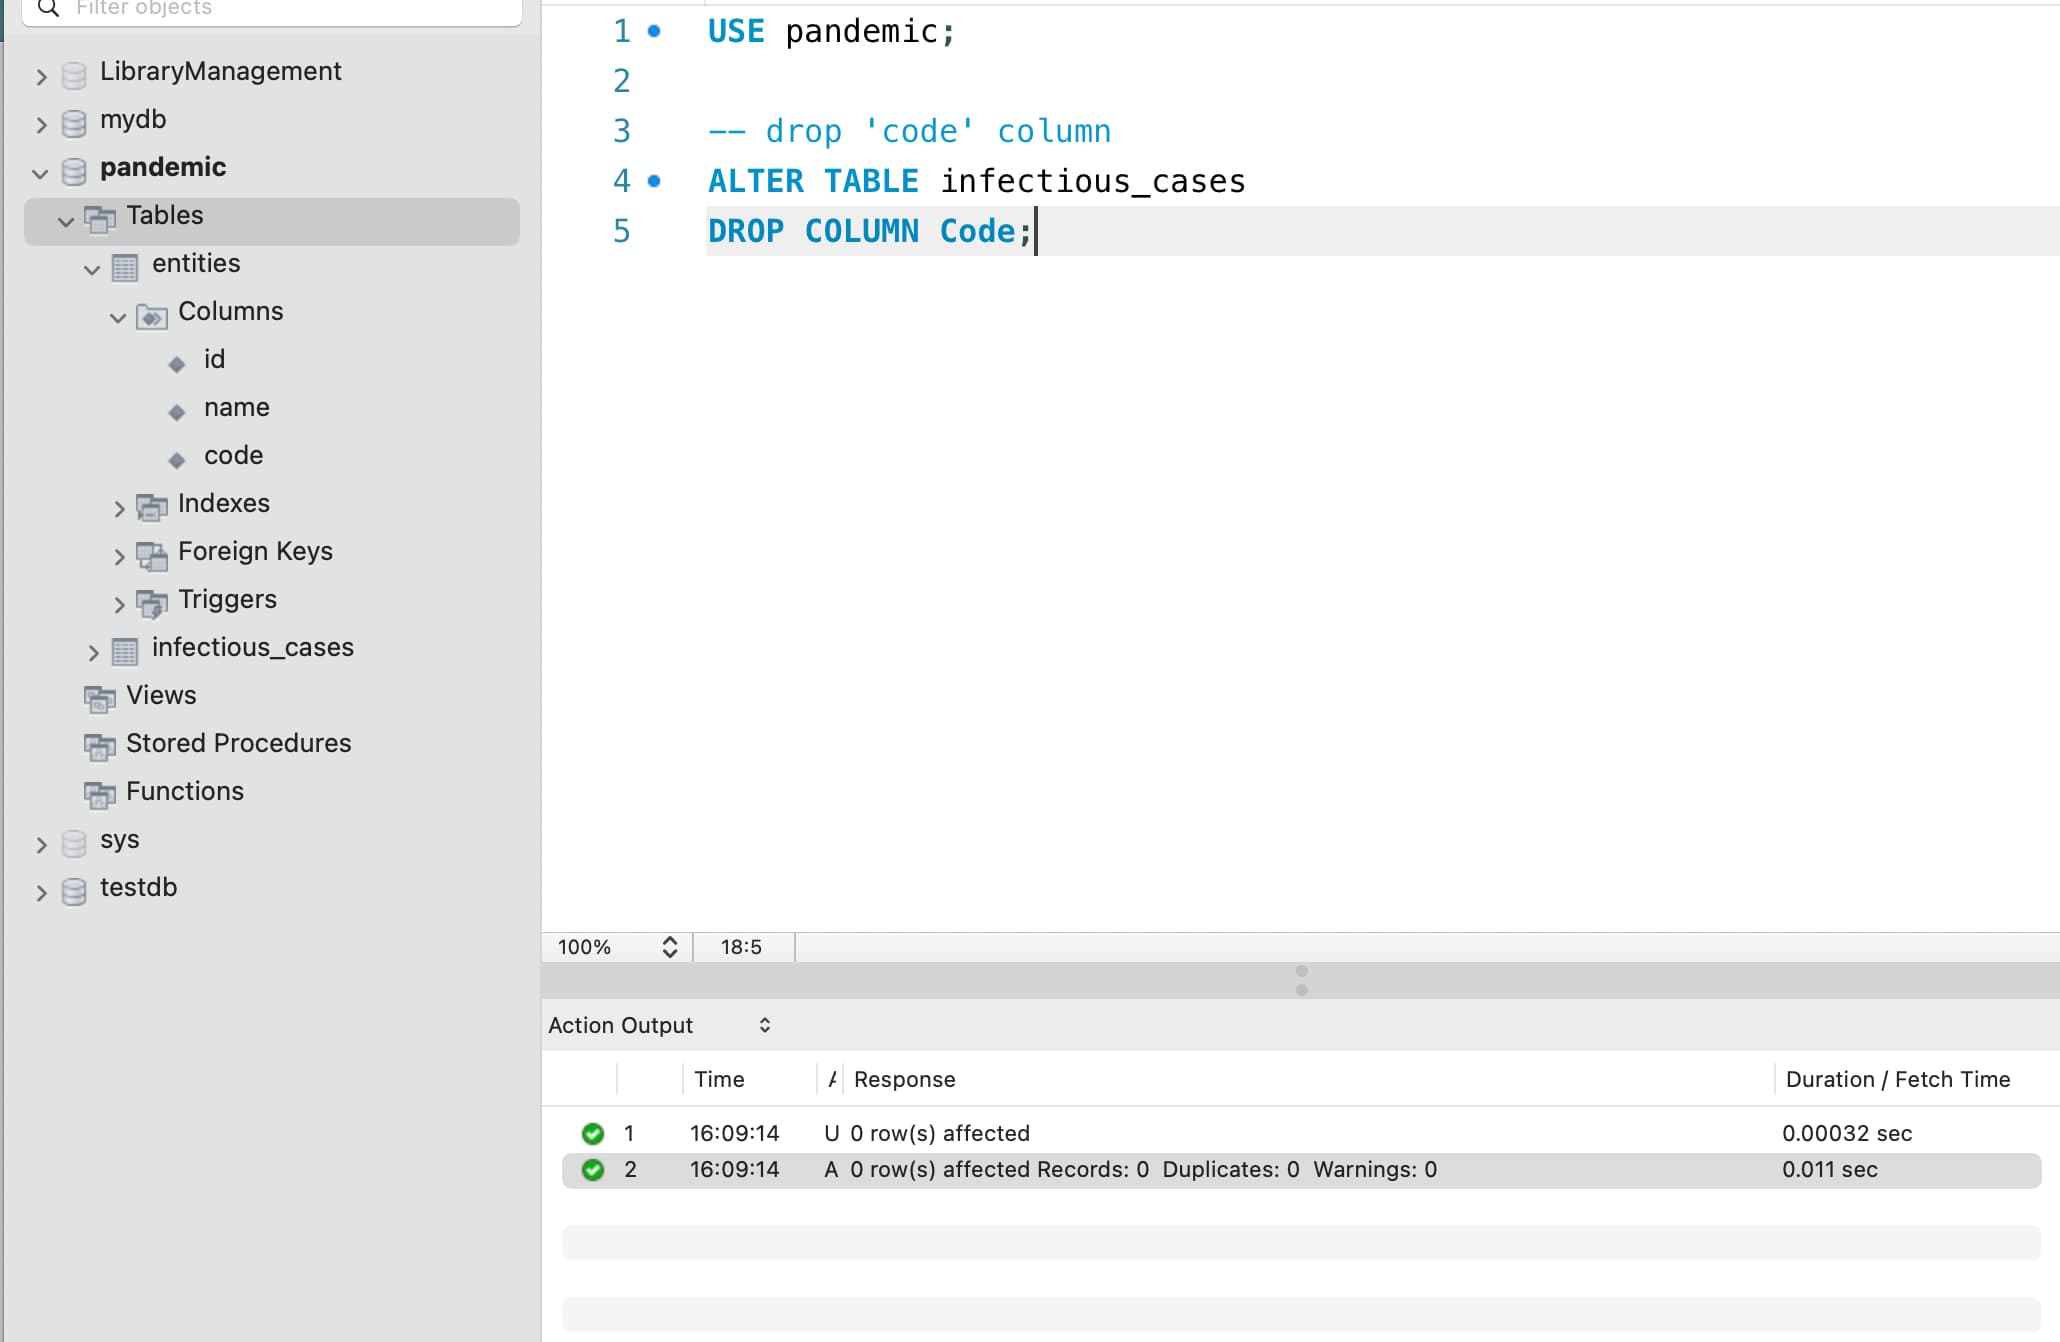 Filter objects
LibraryManagement
mydb
pandemic
Tables
entities
Columns
id
name
code
Indexes
Foreign Keys
Triggers
infectious_cases
Views
Stored Procedures
Functions
sys
testdb
1 USE pandemic;
2
3 -- drop 'code' column
4 ALTER TABLE infectious_cases
5 DROP COLUMN Code;
100% 18:5
Action Output
Time A Response Duration / Fetch Time
1 16:09:14 U 0 row(s) affected 0.00032 sec
2 16:09:14 A 0 row(s) affected Records: 0 Duplicates: 0 Warnings: 0 0.011 sec